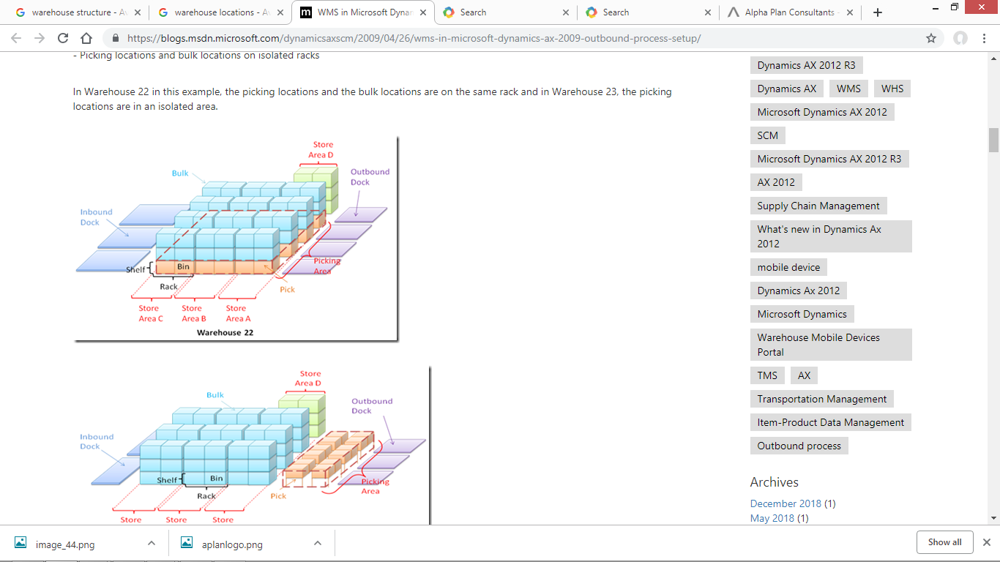 warehouse structure - Av
warehouse locations - Av
WMS in Microsoft Dynan
Search
Search
Alpha Plan Consultants -
https://blogs.msdn.microsoft.com/dynamicsaxscm/2009/04/26/wms-in-microsoft-dynamics-ax-2009-outbound-process-setup/
- Picking locations and bulk locations on isolated racks
In Warehouse 22 in this example, the picking locations and the bulk locations are on the same rack and in Warehouse 23, the picking
locations are in an isolated area.
Store
Area D
Bulk
Outbound
Dock
Inbound
Dock
Shelf
Bin
Rack
Picking
Area
Pick
Store
Area C
Store
Area B
Store
Area A
Warehouse 22
Store
Area D
Bulk
Outbound
Dock
Inbound
Dock
Shelf
Bin
Rack
Pick
Picking
Area
Store
Store
Store
Dynamics AX 2012 R3
Dynamics AX
WMS
WHS
Microsoft Dynamics AX 2012
SCM
Microsoft Dynamics AX 2012 R3
AX 2012
Supply Chain Management
What's new in Dynamics Ax
2012
mobile device
Dynamics Ax 2012
Microsoft Dynamics
Warehouse Mobile Devices
Portal
TMS
AX
Transportation Management
Item-Product Data Management
Outbound process
Archives
December 2018 (1)
May 2018 (1)
image_44.png
aplanlogo.png
Show all